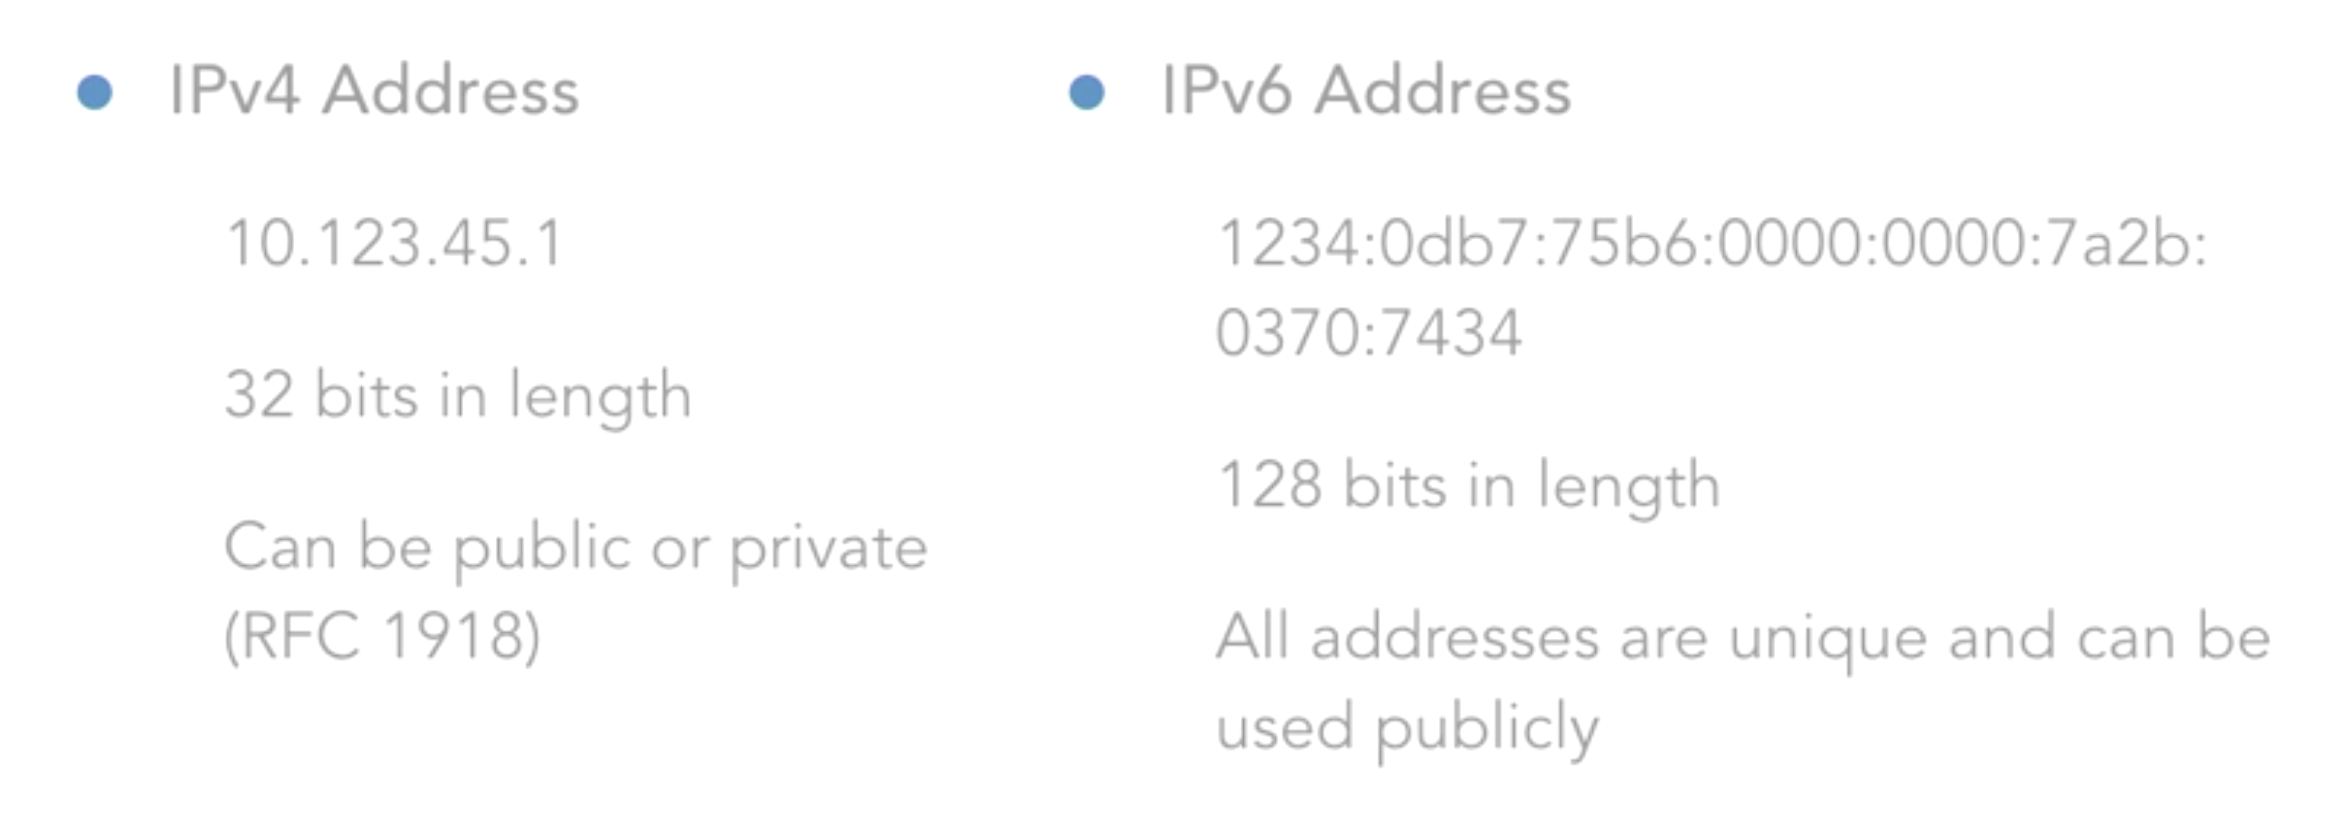 IPv4 Address
10.123.45.1
32 bits in length
Can be public or private
(RFC 1918)
IPv6 Address
1234:0db7:75b6:0000:0000:7a2b:
0370:7434
128 bits in length
All addresses are unique and can be
used publicly